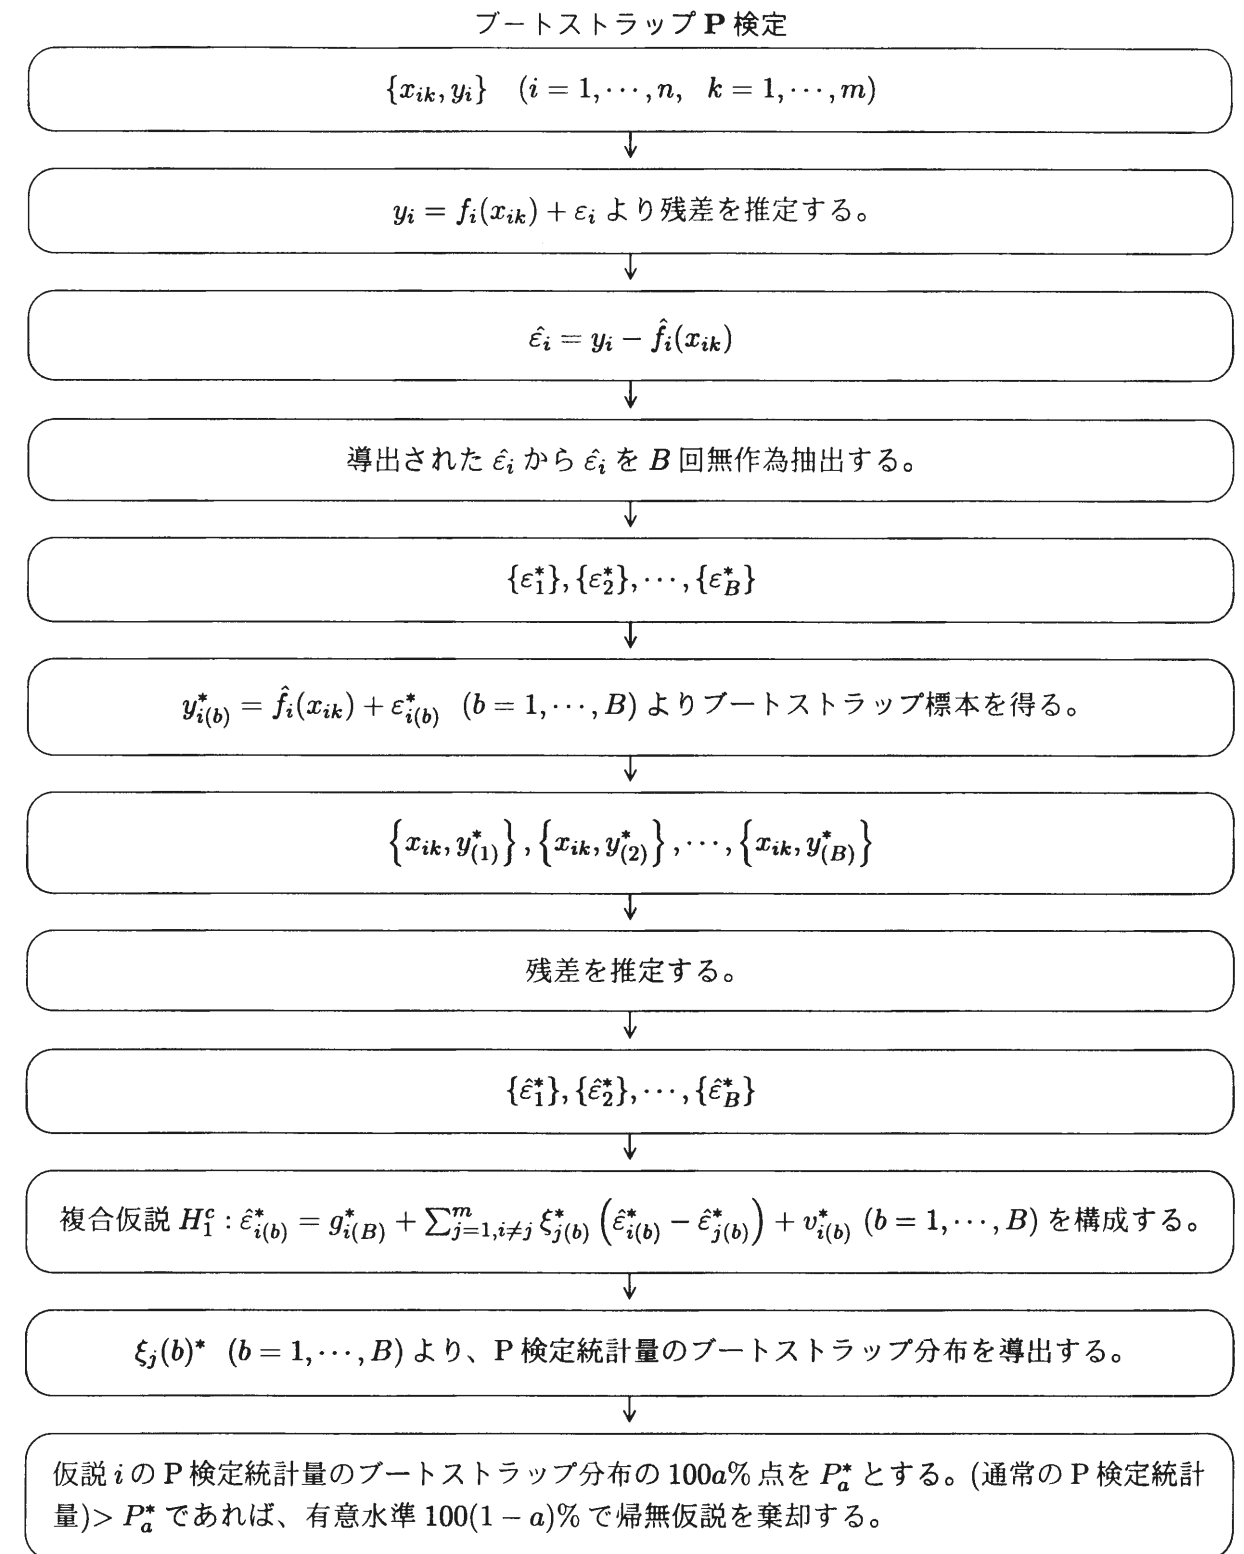 ブートストラップ P 検定
{x_{ik}, y_i} (i = 1, ⋯, n, k = 1, ⋯, m)
y_i = f_i(x_{ik}) + ε_i より残差を推定する。
ε̂_i = y_i − f̂_i(x_{ik})
導出された ε̂_i から ε̂_i を B 回無作為抽出する。
{ε^*_1}, {ε^*_2}, ⋯, {ε^*_B}
y^*_{i(b)} = f̂_i(x_{ik}) + ε^*_{i(b)} (b = 1, ⋯, B) よりブートストラップ標本を得る。
{x_{ik}, y^*_{(1)}}, {x_{ik}, y^*_{(2)}}, ⋯, {x_{ik}, y^*_{(B)}}
残差を推定する。
{ε̂^*_1}, {ε̂^*_2}, ⋯, {ε̂^*_B}
複合仮説 H^c_1 : ε̂^*_{i(b)} = g^*_{i(B)} + ∑^m_{j=1,i≠j} ξ^*_{j(b)} (ε̂^*_{i(b)} − ε̂^*_{j(b)}) + v^*_{i(b)} (b = 1, ⋯, B) を構成する。
ξ_j(b)^* (b = 1, ⋯, B) より、P 検定統計量のブートストラップ分布を導出する。
仮説 i の P 検定統計量のブートストラップ分布の 100a% 点を P^*_a とする。(通常の P 検定統計
量)> P^*_a であれば、有意水準 100(1 − a)% で帰無仮説を棄却する。